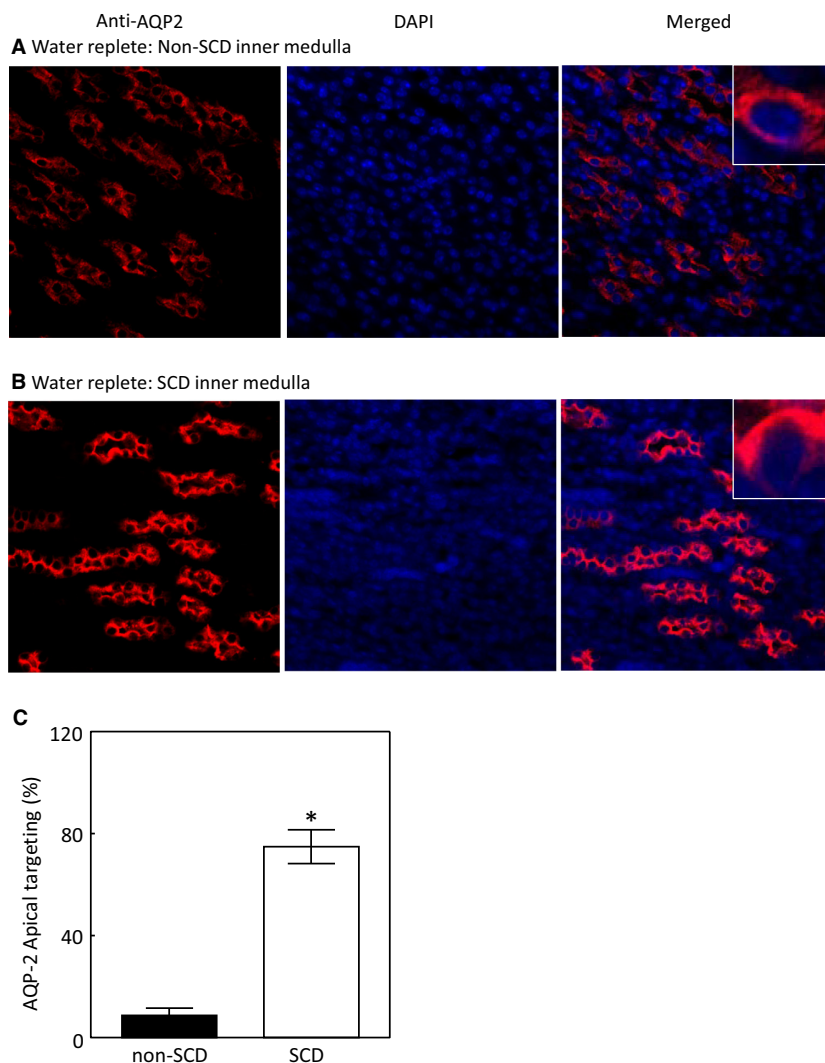 Anti-AQP2 DAPI Merged
A Water replete: Non-SCD inner medulla
B Water replete: SCD inner medulla
C
120
80
40
0
AQP-2 Apical targeting (%)
*
non-SCD SCD